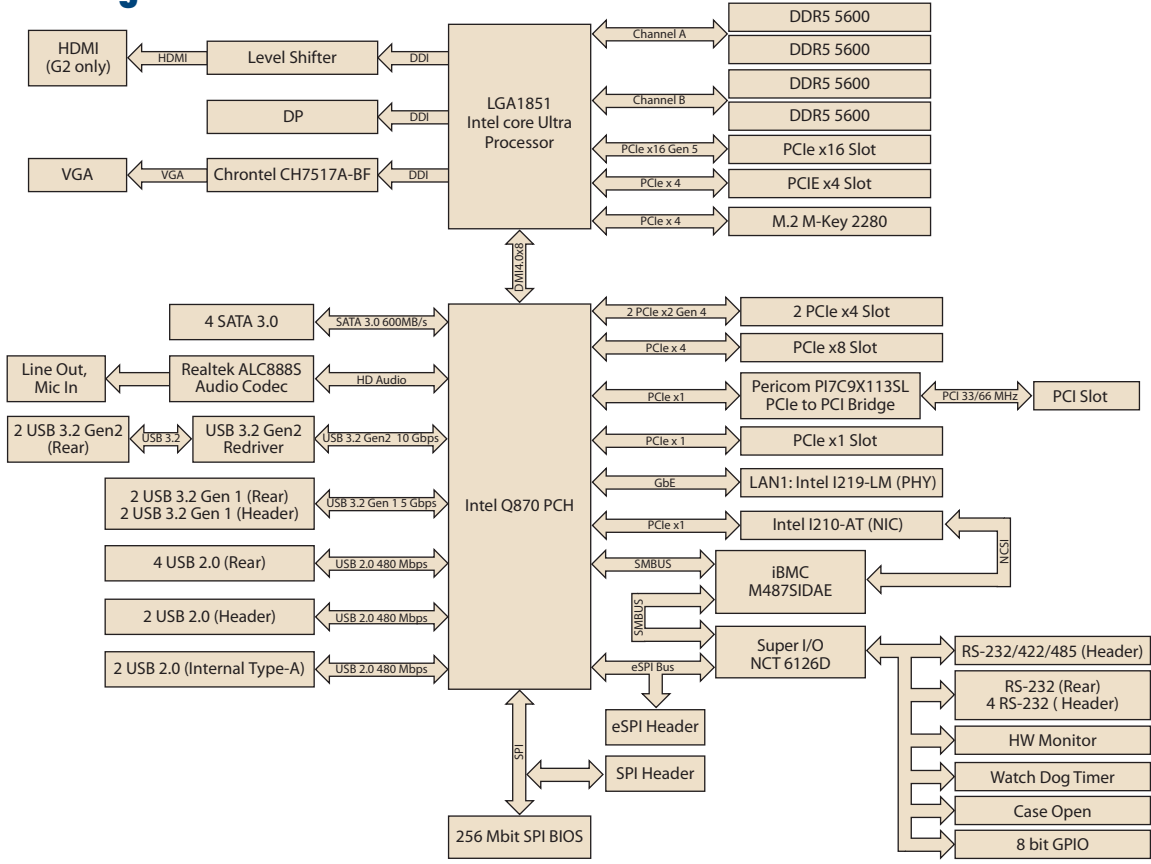 HDMI
(G2 only)
HDMI
Level Shifter
DDI
DP
DDI
VGA
VGA
Chrontel CH7517A-BF
DDI
LGA1851
Intel core Ultra
Processor
Channel A
DDR5 5600
DDR5 5600
Channel B
DDR5 5600
DDR5 5600
PCIe x16 Gen 5
PCIe x16 Slot
PCIe x 4
PCIE x4 Slot
PCIe x 4
M.2 M-Key 2280
DMI4.0x8
4 SATA 3.0
SATA 3.0 600MB/s
Line Out,
Mic In
Realtek ALC888S
Audio Codec
HD Audio
2 USB 3.2 Gen2
(Rear)
USB 3.2
USB 3.2 Gen2
Redriver
USB 3.2 Gen2 10 Gbps
2 USB 3.2 Gen 1 (Rear)
2 USB 3.2 Gen 1 (Header)
USB 3.2 Gen 1 5 Gbps
4 USB 2.0 (Rear)
USB 2.0 480 Mbps
2 USB 2.0 (Header)
USB 2.0 480 Mbps
2 USB 2.0 (Internal Type-A)
USB 2.0 480 Mbps
Intel Q870 PCH
2 PCIe x2 Gen 4
2 PCIe x4 Slot
PCIe x 4
PCIe x8 Slot
PCIe x1
Pericom PI7C9X113SL
PCIe to PCI Bridge
PCI 33/66 MHz
PCI Slot
PCIe x 1
PCIe x1 Slot
GbE
LAN1: Intel I219-LM (PHY)
PCIe x1
Intel I210-AT (NIC)
NCSI
SMBUS
iBMC
M487SIDAE
SMBUS
Super I/O
NCT 6126D
eSPI Bus
eSPI Header
RS-232/422/485 (Header)
RS-232 (Rear)
4 RS-232 ( Header)
HW Monitor
Watch Dog Timer
Case Open
8 bit GPIO
SPI
SPI Header
256 Mbit SPI BIOS